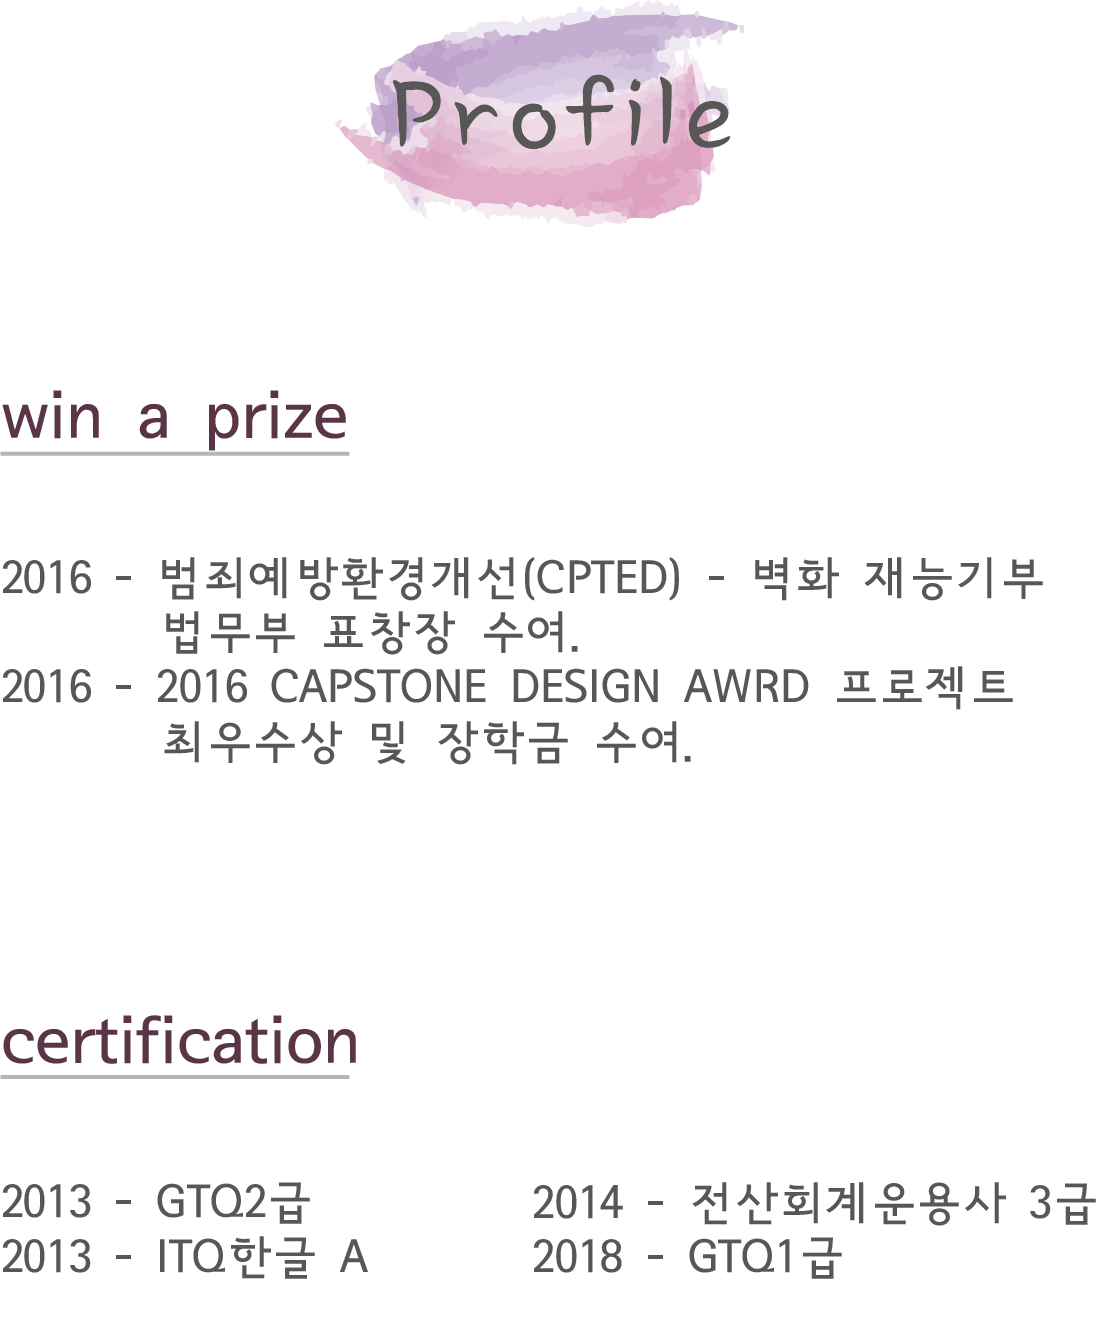 Profile
win a prize
2016 - 범죄예방환경개선(CPTED) - 벽화 재능기부
법무부 표창장 수여.
2016 - 2016 CAPSTONE DESIGN AWRD 프로젝트
최우수상 및 장학금 수여.
certification
2013 - GTQ2급
2013 - ITQ한글 A
2014 - 전산회계운용사 3급
2018 - GTQ1급